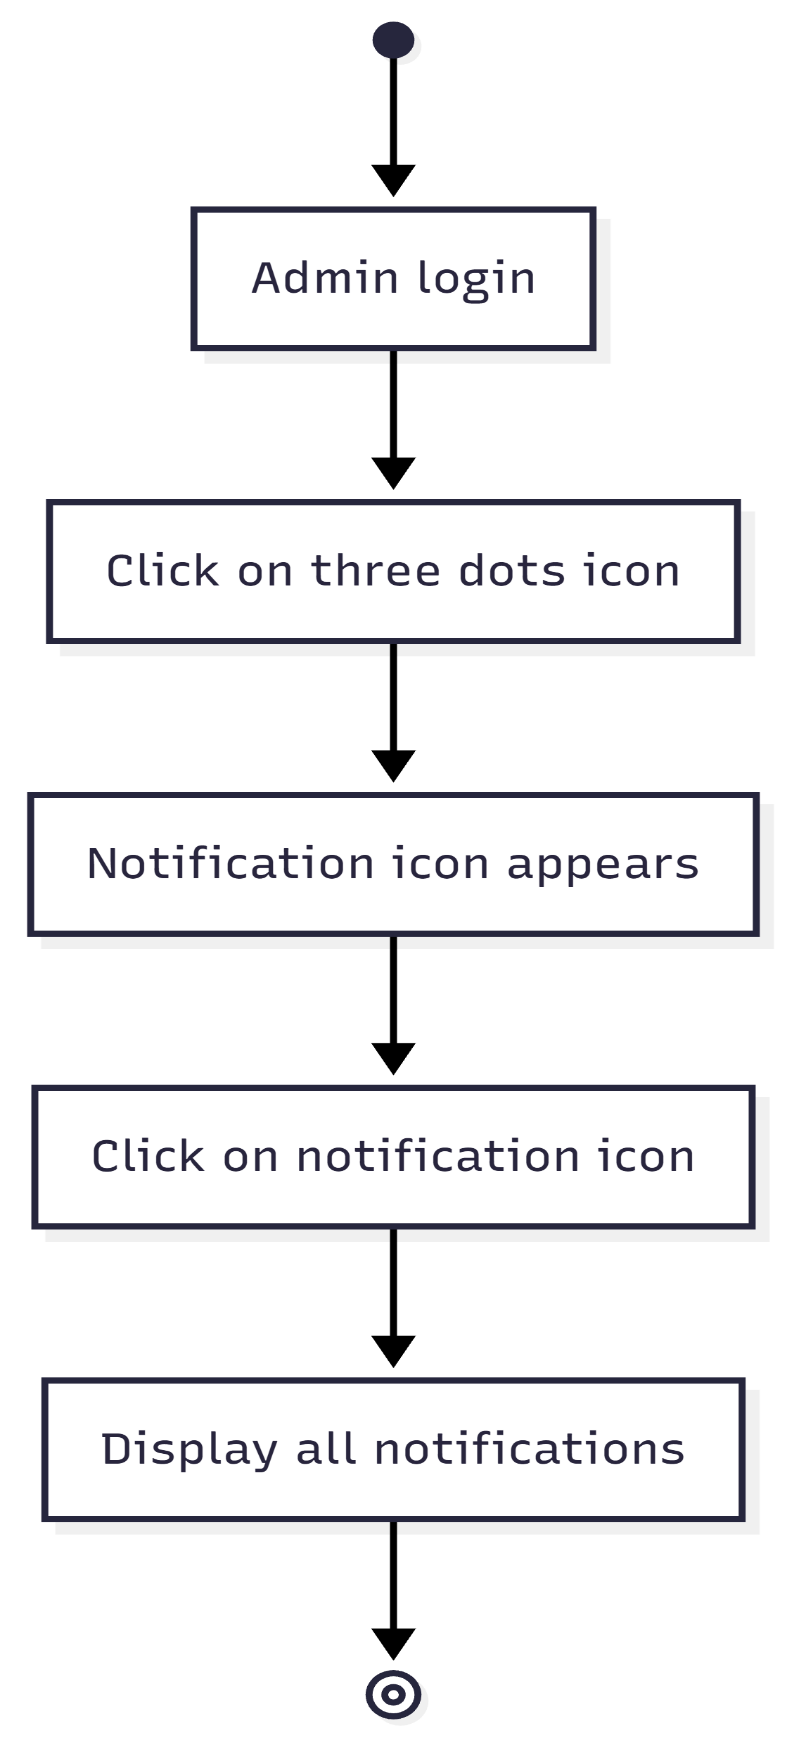 Admin login
Click on three dots icon
Notification icon appears
Click on notification icon
Display all notifications